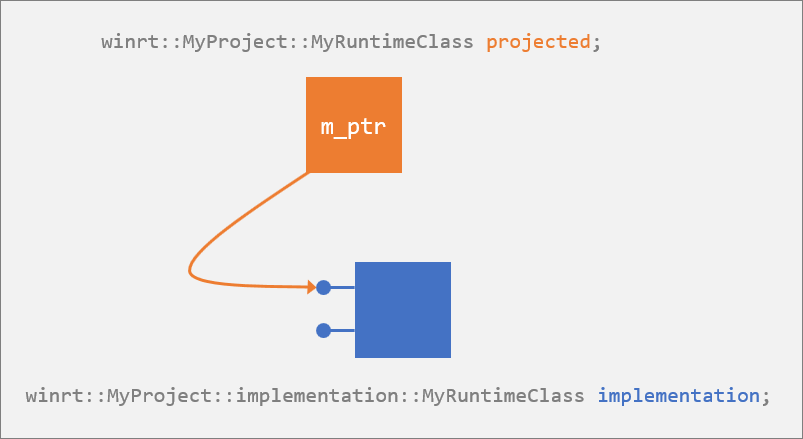 winrt::MyProject::MyRuntimeClass projected;
m_ptr
winrt::MyProject::implementation::MyRuntimeClass implementation;